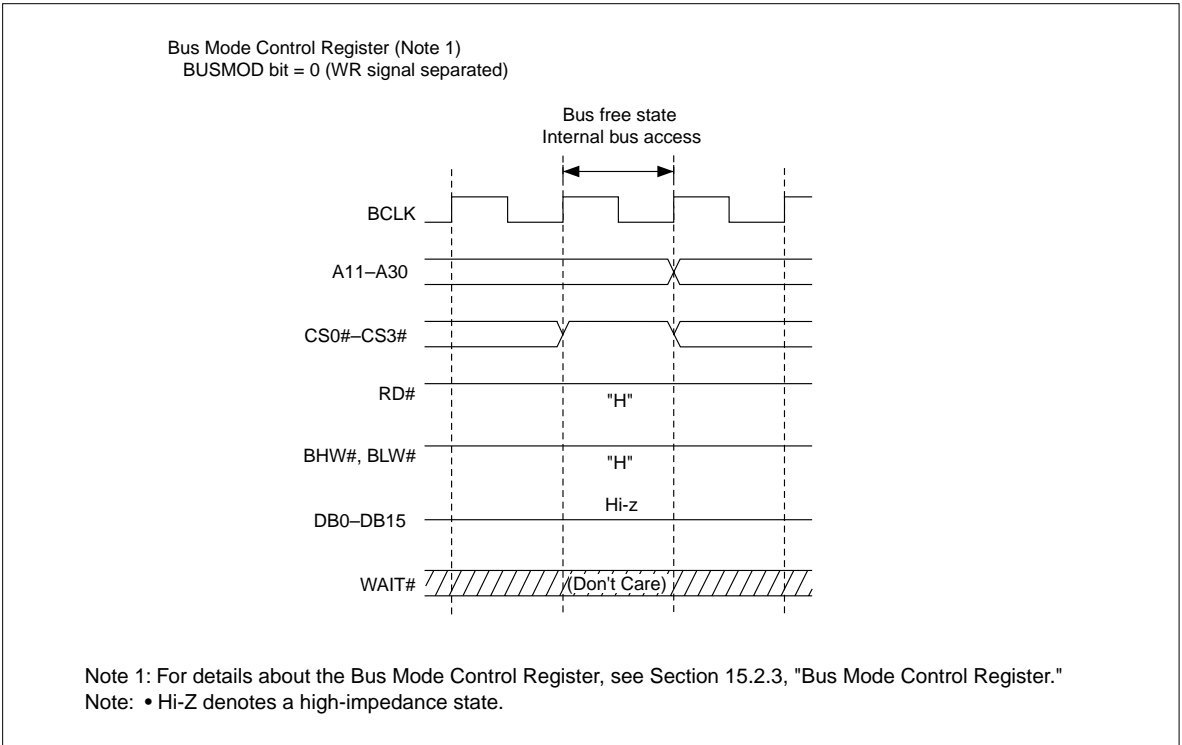 Bus Mode Control Register (Note 1)
BUSMOD bit = 0 (WR signal separated)
Bus free state
Internal bus access
BCLK
A11–A30
CS0#–CS3#
RD#
"H"
BHW#, BLW#
"H"
Hi-z
DB0–DB15
WAIT#
(Don't Care)
Note 1: For details about the Bus Mode Control Register, see Section 15.2.3, "Bus Mode Control Register."
Note: • Hi-Z denotes a high-impedance state.